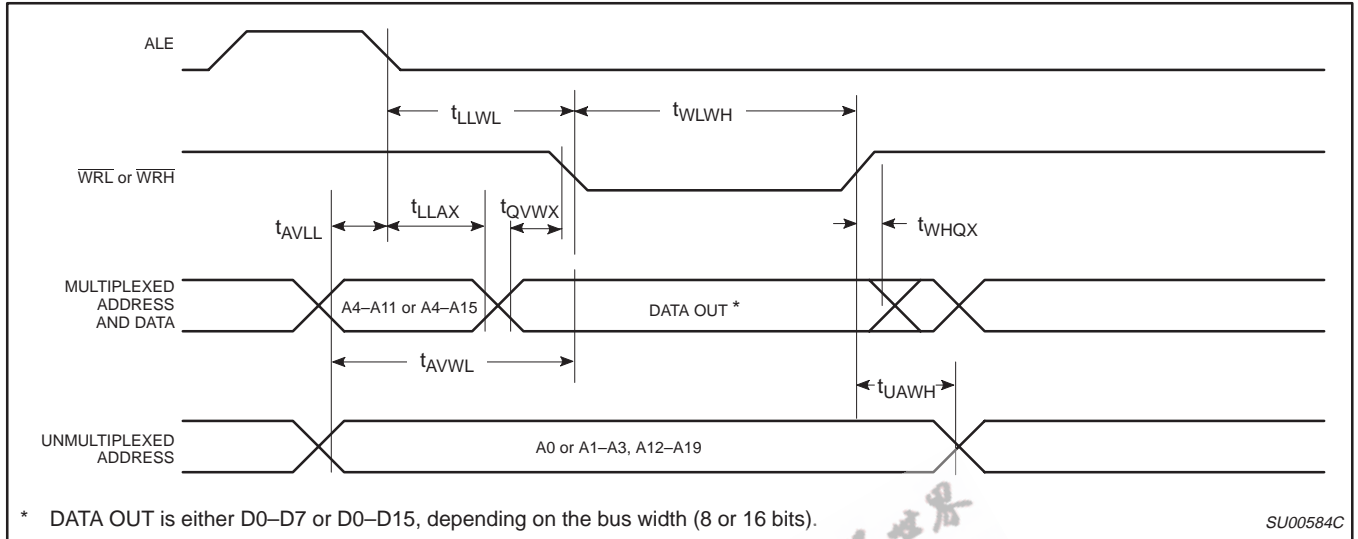 ALE
tLLWL
tWLWH
WRL or WRH
tAVLL
tLLAX
tQVWX
tWHQX
MULTIPLEXED
ADDRESS
AND DATA
A4–A11 or A4–A15
DATA OUT *
tAVWL
tUAWH
UNMULTIPLEXED
ADDRESS
A0 or A1–A3, A12–A19
* DATA OUT is either D0–D7 or D0–D15, depending on the bus width (8 or 16 bits).
SU00584C
世界